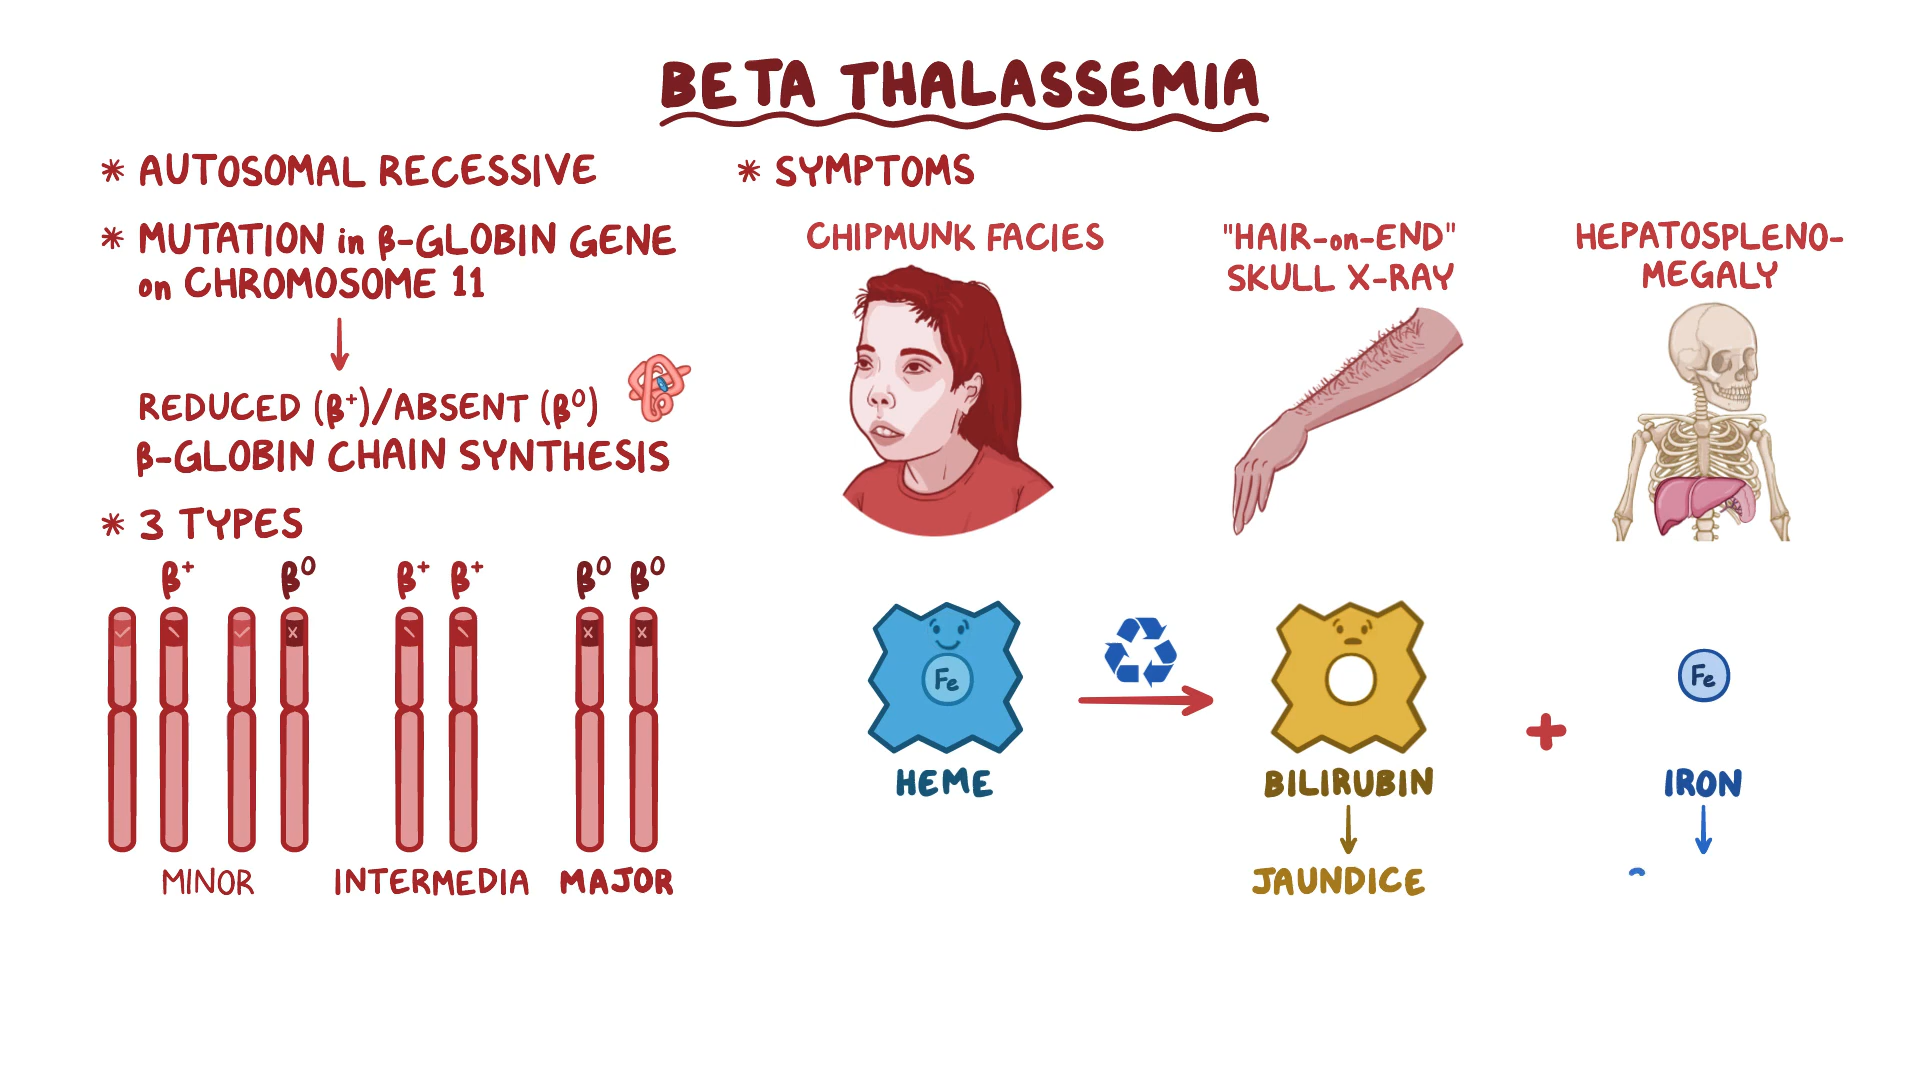 BETA THALASSEMIA
* AUTOSOMAL RECESSIVE
* MUTATION in β-GLOBIN GENE
on CHROMOSOME 11
REDUCED (β⁺)/ABSENT (β⁰)
β-GLOBIN CHAIN SYNTHESIS
* 3 TYPES
β⁺ β⁰ β⁺ β⁺ β⁰ β⁰
MINOR INTERMEDIA MAJOR
* SYMPTOMS
CHIPMUNK FACIES
"HAIR-on-END"
SKULL X-RAY
HEPATOSPLENO-
MEGALY
Fe
HEME
BILIRUBIN
JAUNDICE
+
Fe
IRON